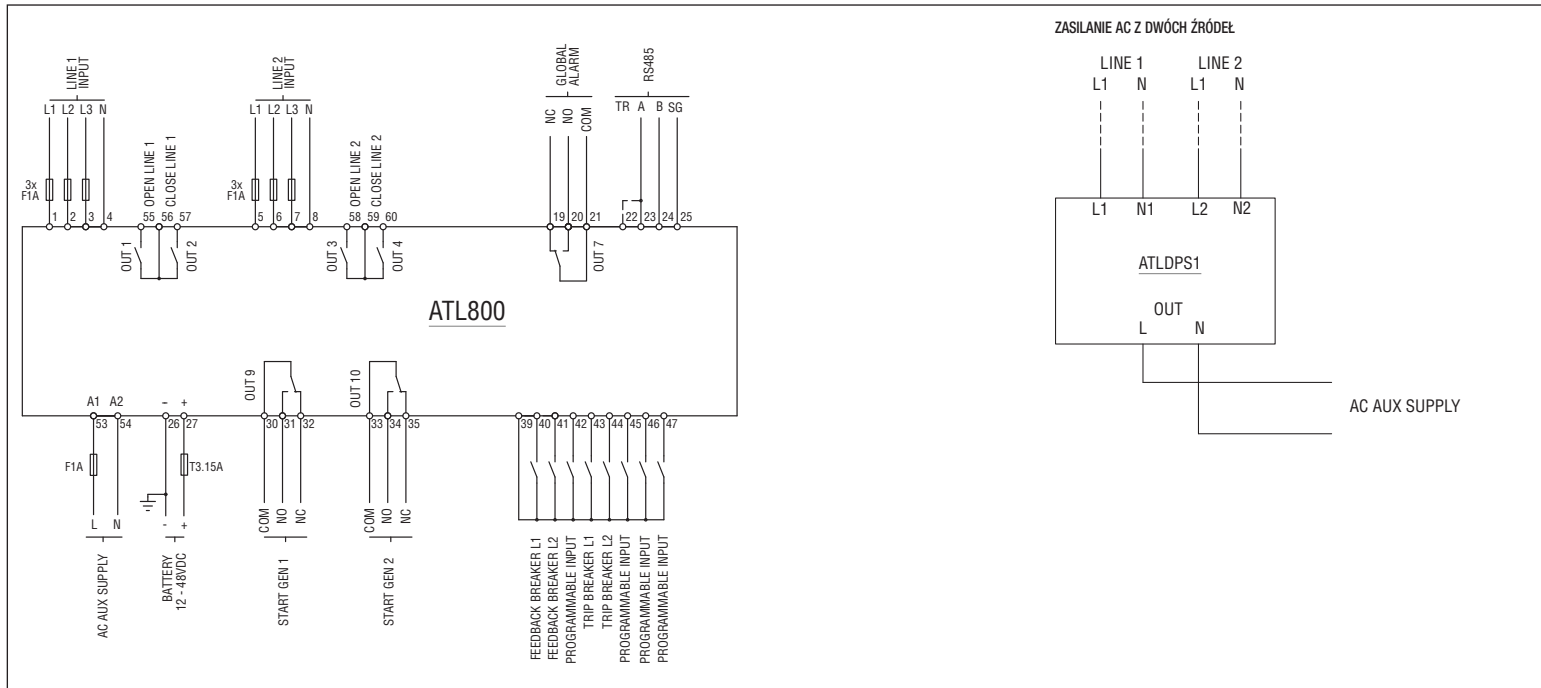 ZASILANIE AC Z DWÓCH ŹRÓDEŁ
LINE 1
INPUT
L1 L2 L3 N
3x
F1A
OPEN LINE 1
CLOSE LINE 1
LINE 2
INPUT
L1 L2 L3 N
3x
F1A
OPEN LINE 2
CLOSE LINE 2
GLOBAL
ALARM
NC
NO
COM
RS485
TR A B SG
1 2 3 4 55 56 57 5 6 7 8 58 59 60 19 20 21 22 23 24 25
OUT 1
OUT 2
OUT 3
OUT 4
OUT 7
ATL800
OUT 9
OUT 10
A1 A2 - +
53 54 26 27 30 31 32 33 34 35 39 40 41 42 43 44 45 46 47
F1A
T3.15A
L N - +
AC AUX SUPPLY
BATTERY
12 - 48VDC
COM
NO
NC
START GEN 1
COM
NO
NC
START GEN 2
FEEDBACK BREAKER L1
FEEDBACK BREAKER L2
PROGRAMMABLE INPUT
TRIP BREAKER L1
TRIP BREAKER L2
PROGRAMMABLE INPUT
PROGRAMMABLE INPUT
PROGRAMMABLE INPUT
LINE 1 LINE 2
L1 N L1 N
L1 N1 L2 N2
ATLDPS1
OUT
L N
AC AUX SUPPLY